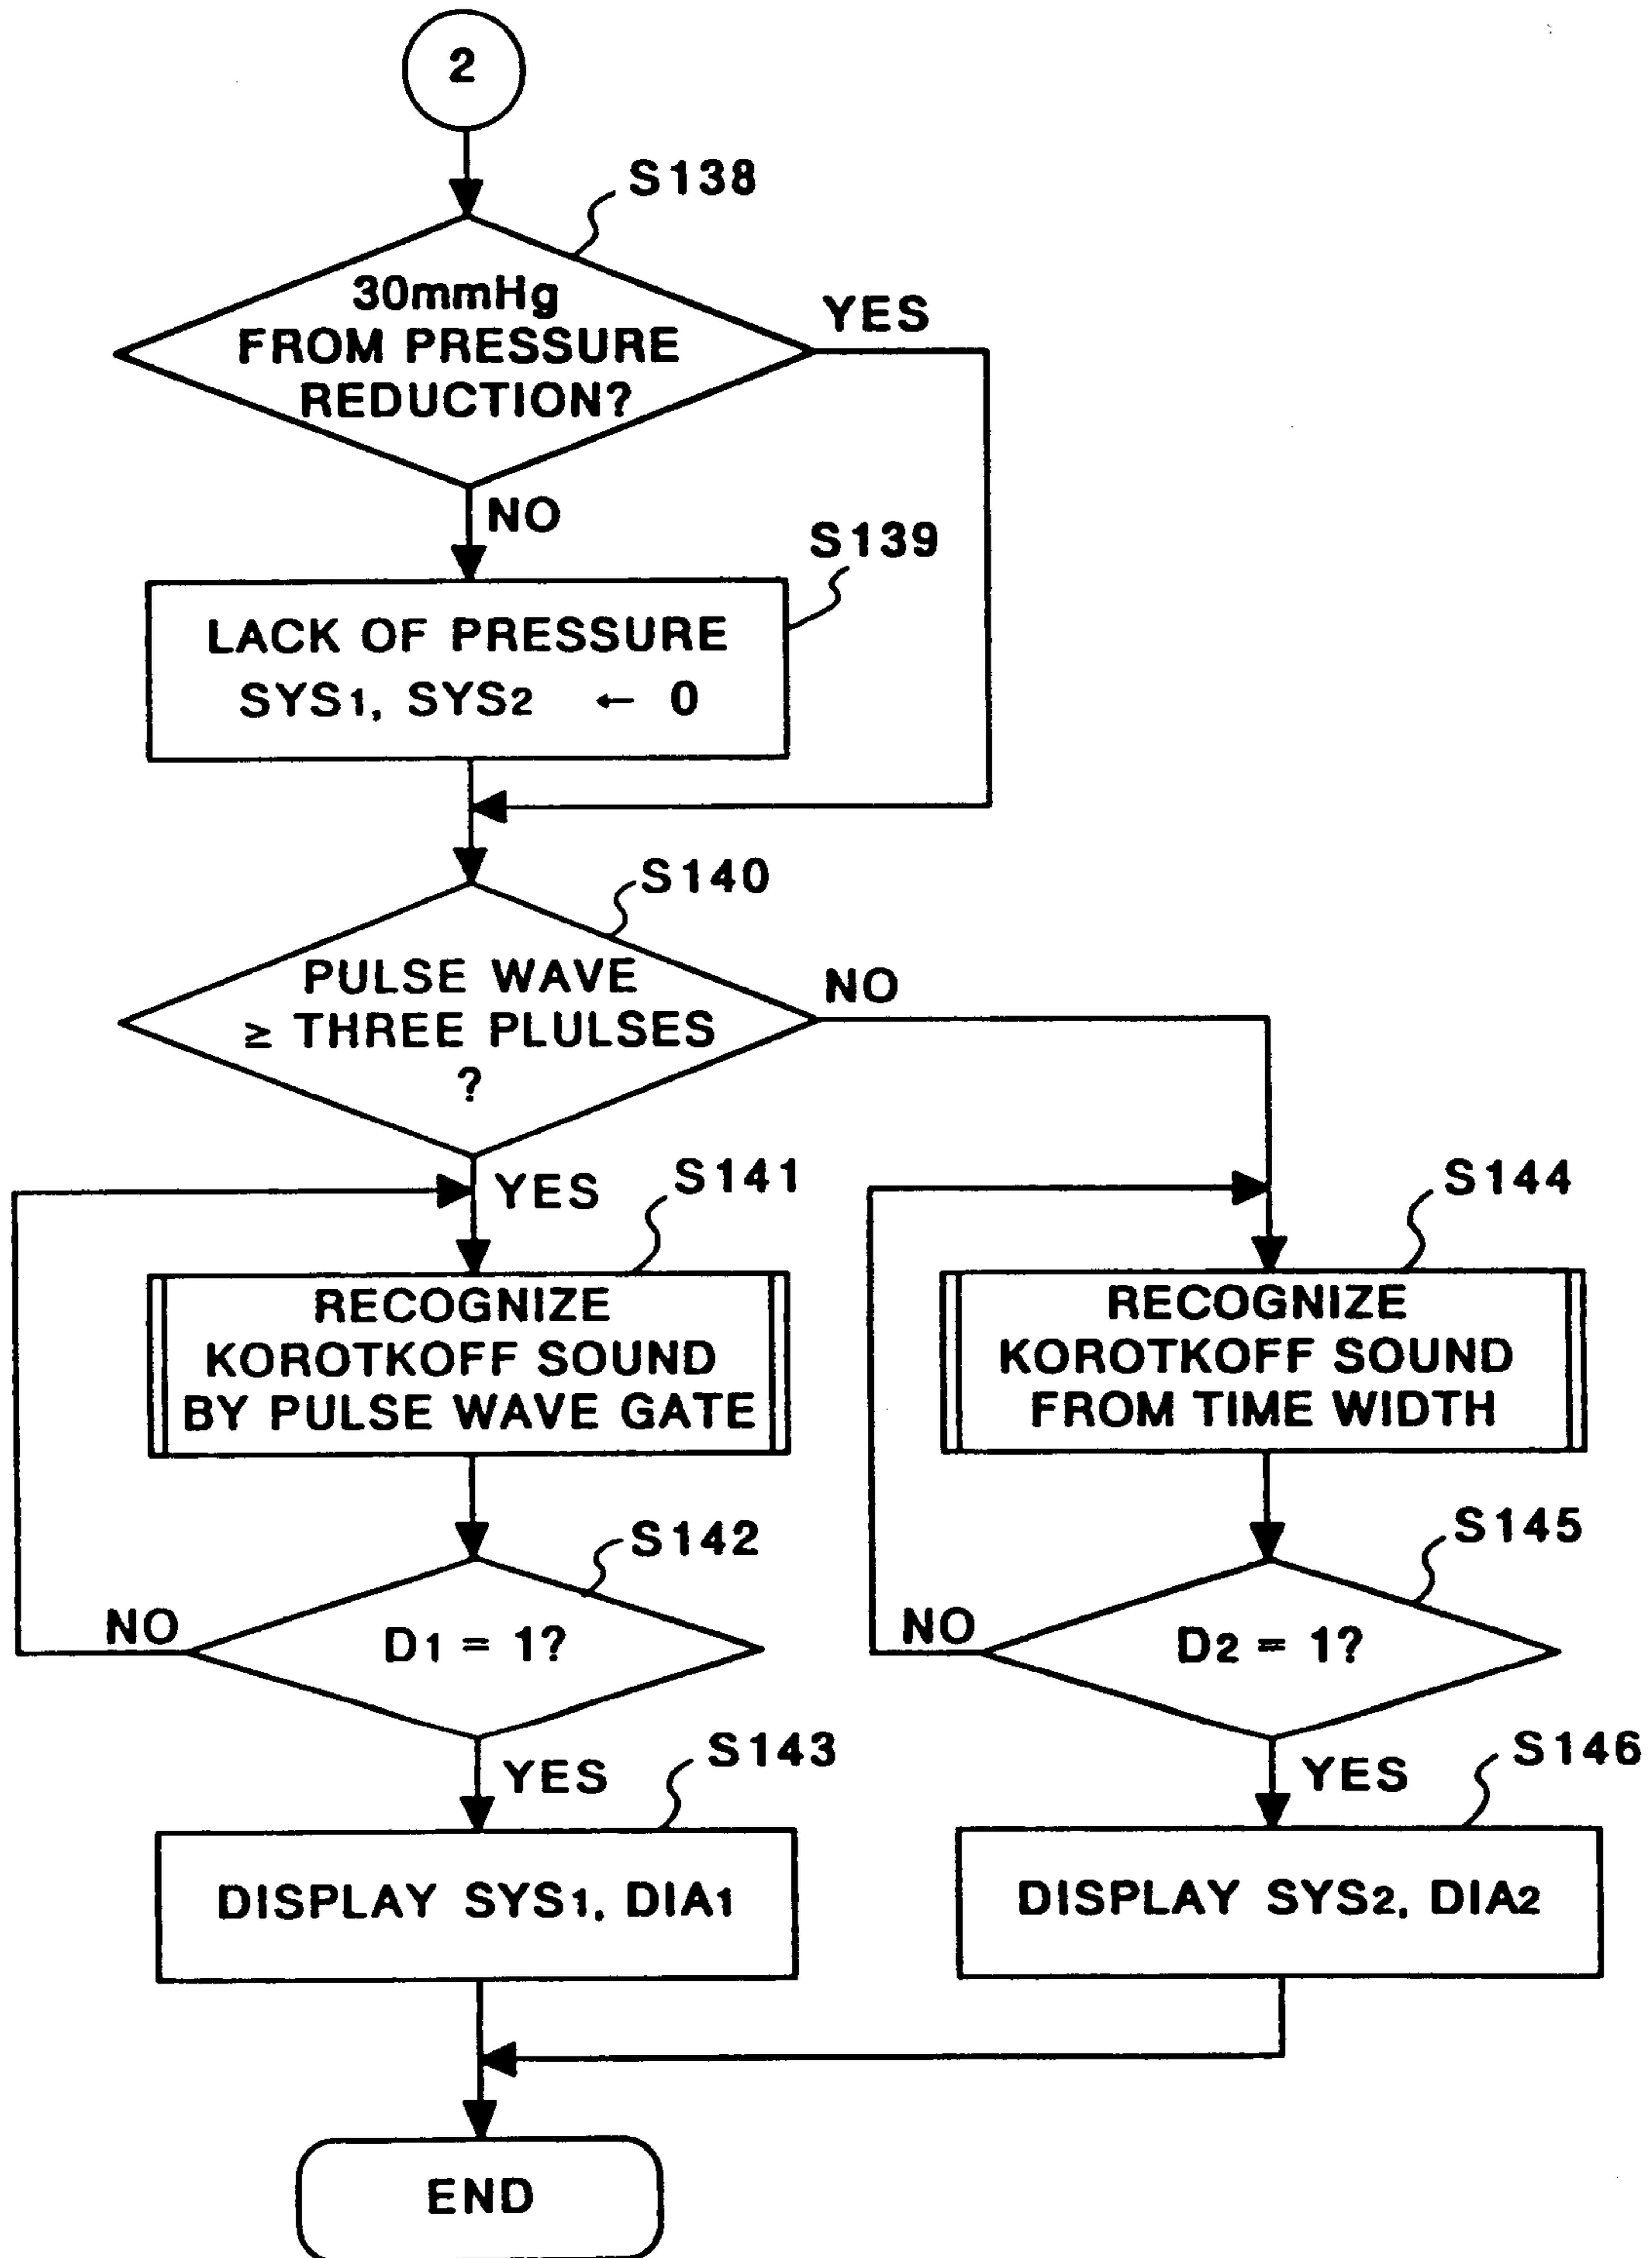 2
S138
30mmHg
FROM PRESSURE
REDUCTION?
YES
NO
S139
LACK OF PRESSURE
SYS1, SYS2 ← 0
S140
PULSE WAVE
≥ THREE PLULSES
?
NO
YES
S141
RECOGNIZE
KOROTKOFF SOUND
BY PULSE WAVE GATE
S144
RECOGNIZE
KOROTKOFF SOUND
FROM TIME WIDTH
S142
D1 = 1?
NO
S145
D2 = 1?
NO
YES
S143
DISPLAY SYS1, DIA1
YES
S146
DISPLAY SYS2, DIA2
END